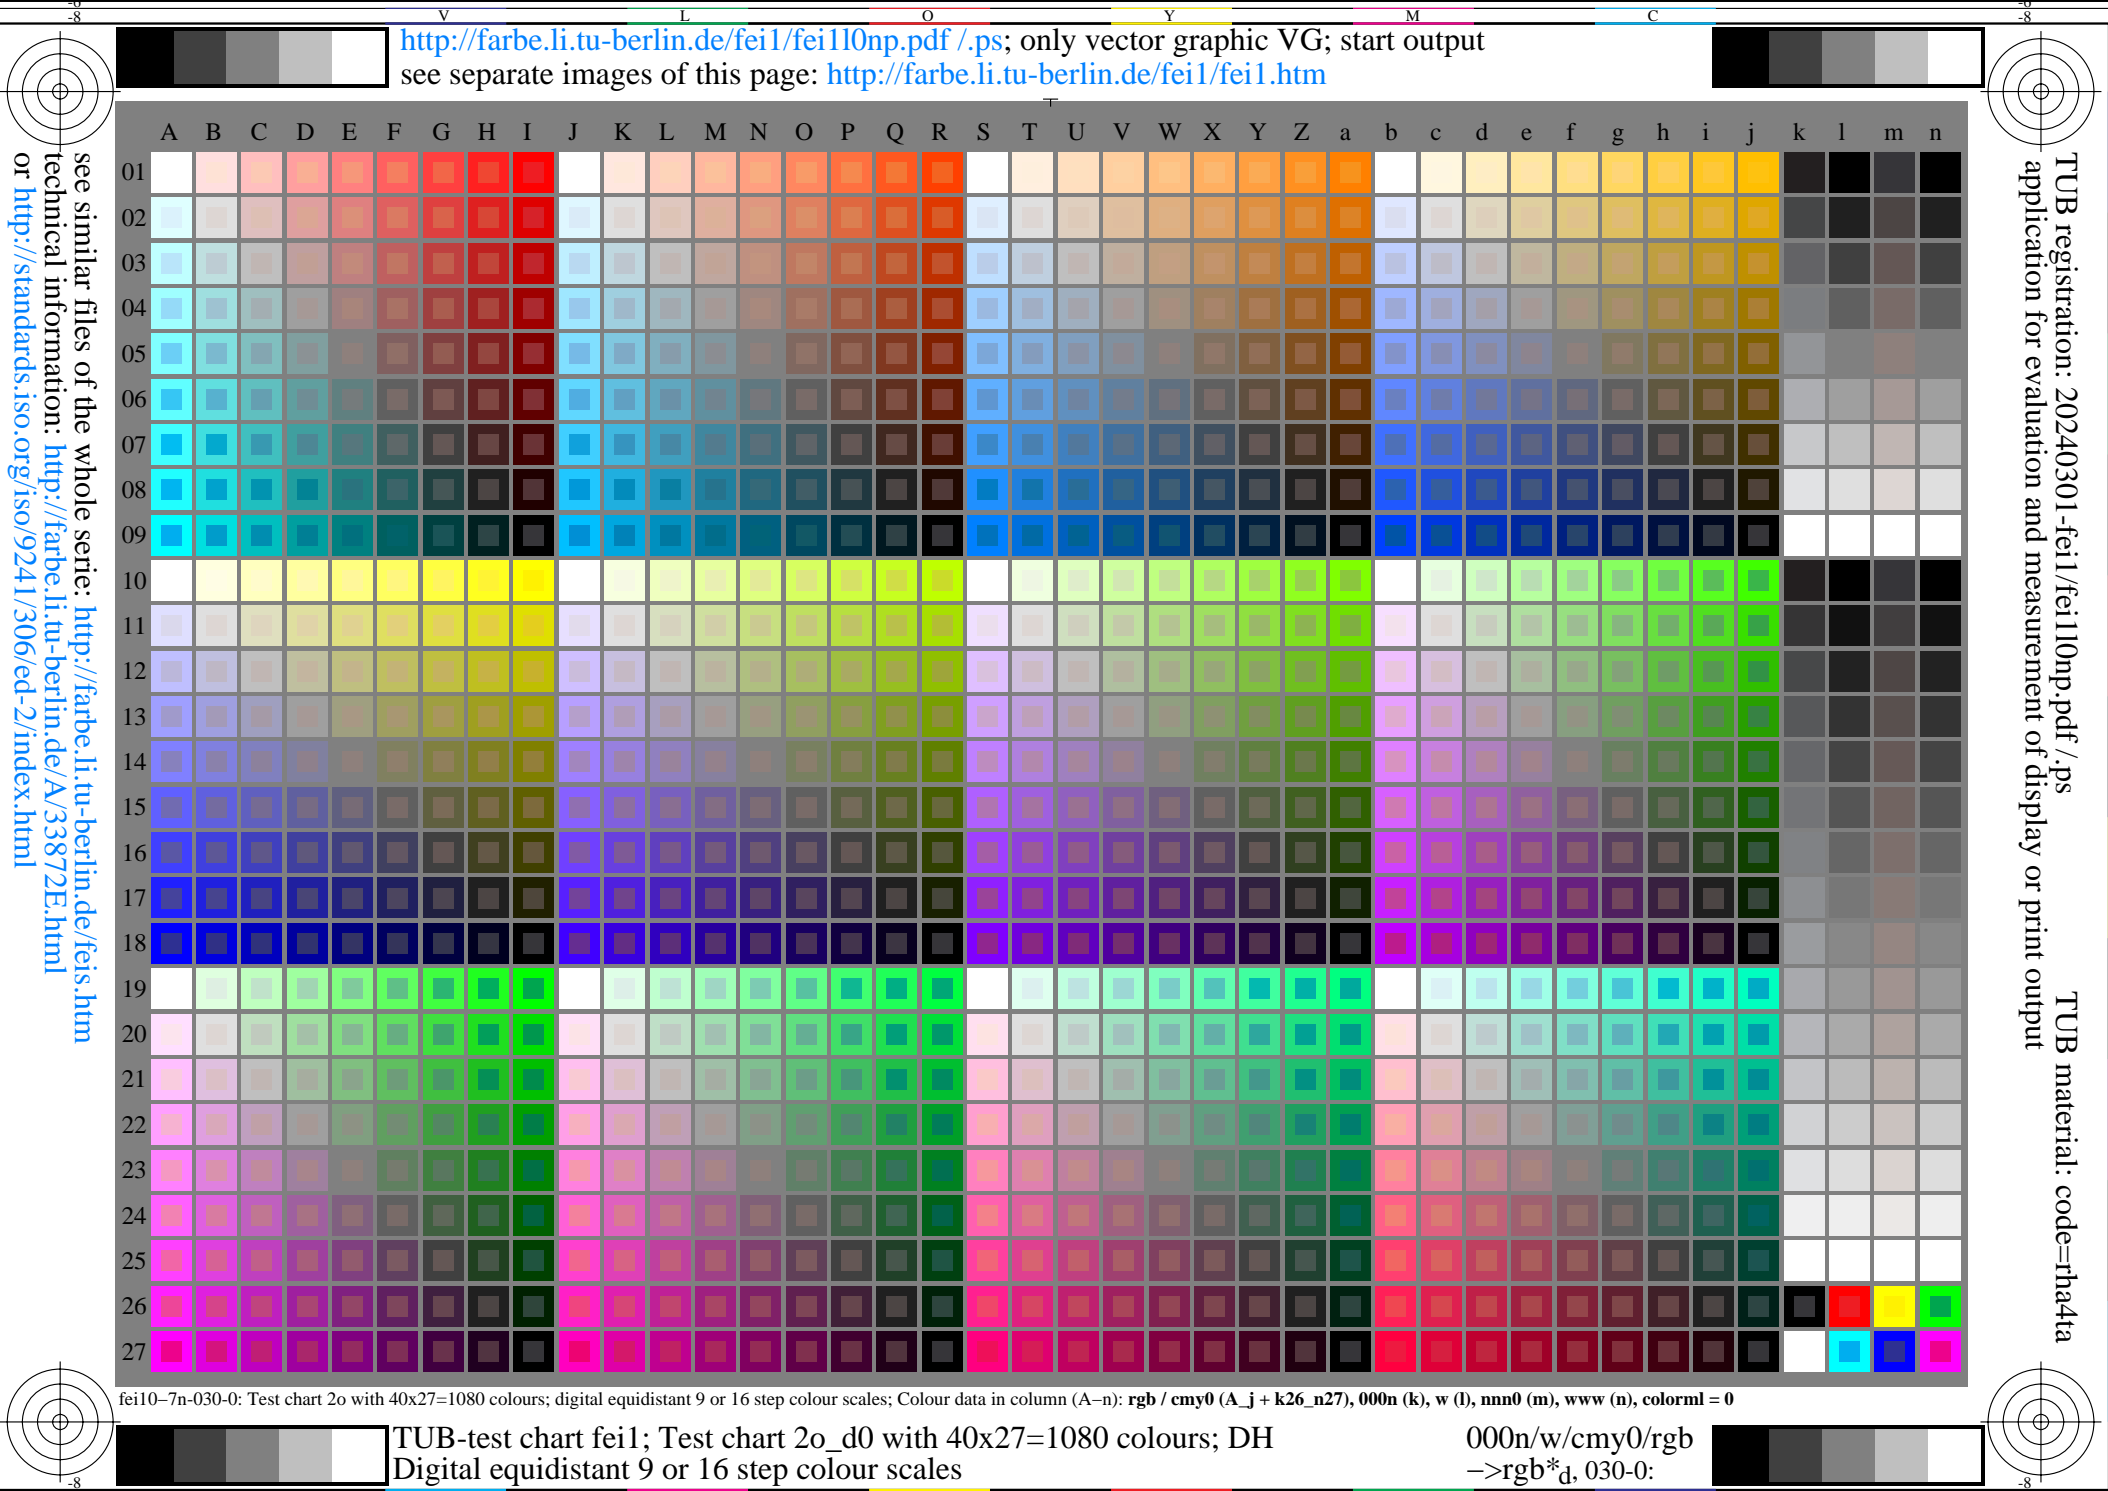 -8
V L O Y M C
-8
http://farbe.li.tu-berlin.de/fei1/fei1l0np.pdf /.ps; only vector graphic VG; start output
see separate images of this page: http://farbe.li.tu-berlin.de/fei1/fei1.htm
A B C D E F G H I J K L M N O P Q R S T U V W X Y Z a b c d e f g h i j k l m n
01
02
03
04
05
06
07
08
09
10
11
12
13
14
15
16
17
18
19
20
21
22
23
24
25
26
27
see similar files of the whole serie: http://farbe.li.tu-berlin.de/feis.htm
technical information: http://farbe.li.tu-berlin.de/A/33872E.html
or http://standards.iso.org/iso/9241/306/ed-2/index.html
TUB registration: 20240301-fei1/fei1l0np.pdf /.ps
application for evaluation and measurement of display or print output
TUB material: code=rha4ta
fei10−7n-030-0: Test chart 2o with 40x27=1080 colours; digital equidistant 9 or 16 step colour scales; Colour data in column (A−n): rgb / cmy0 (A_j + k26_n27), 000n (k), w (l), nnn0 (m), www (n), colorml = 0
TUB-test chart fei1; Test chart 2o_d0 with 40x27=1080 colours; DH
Digital equidistant 9 or 16 step colour scales
000n/w/cmy0/rgb
−>rgb*d, 030-0:
-8
-8